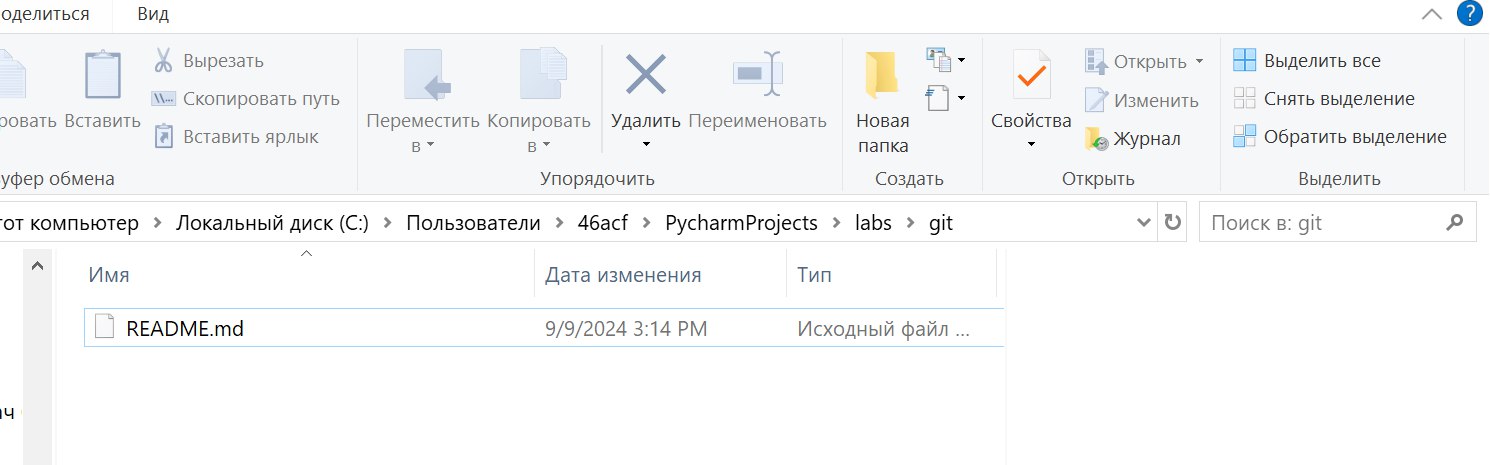 оделиться Вид
?
Вырезать
Скопировать путь
Вставить ярлык
ровать Вставить
Переместить в
Копировать в
Удалить
Переименовать
Новая папка
Свойства
Открыть
Изменить
Журнал
Выделить все
Снять выделение
Обратить выделение
уфер обмена Упорядочить Создать Открыть Выделить
тот компьютер > Локальный диск (C:) > Пользователи > 46acf > PycharmProjects > labs > git
Поиск в: git
Имя Дата изменения Тип
README.md 9/9/2024 3:14 PM Исходный файл ...
ач